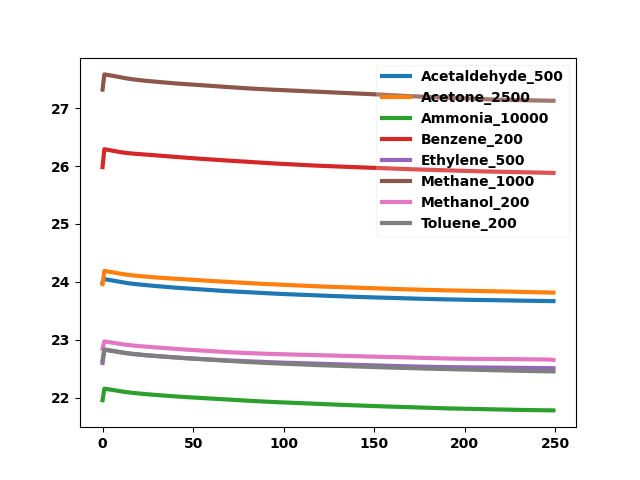 27
26
25
24
23
22
0
50
100
150
200
250
Acetaldehyde_500
Acetone_2500
Ammonia_10000
Benzene_200
Ethylene_500
Methane_1000
Methanol_200
Toluene_200